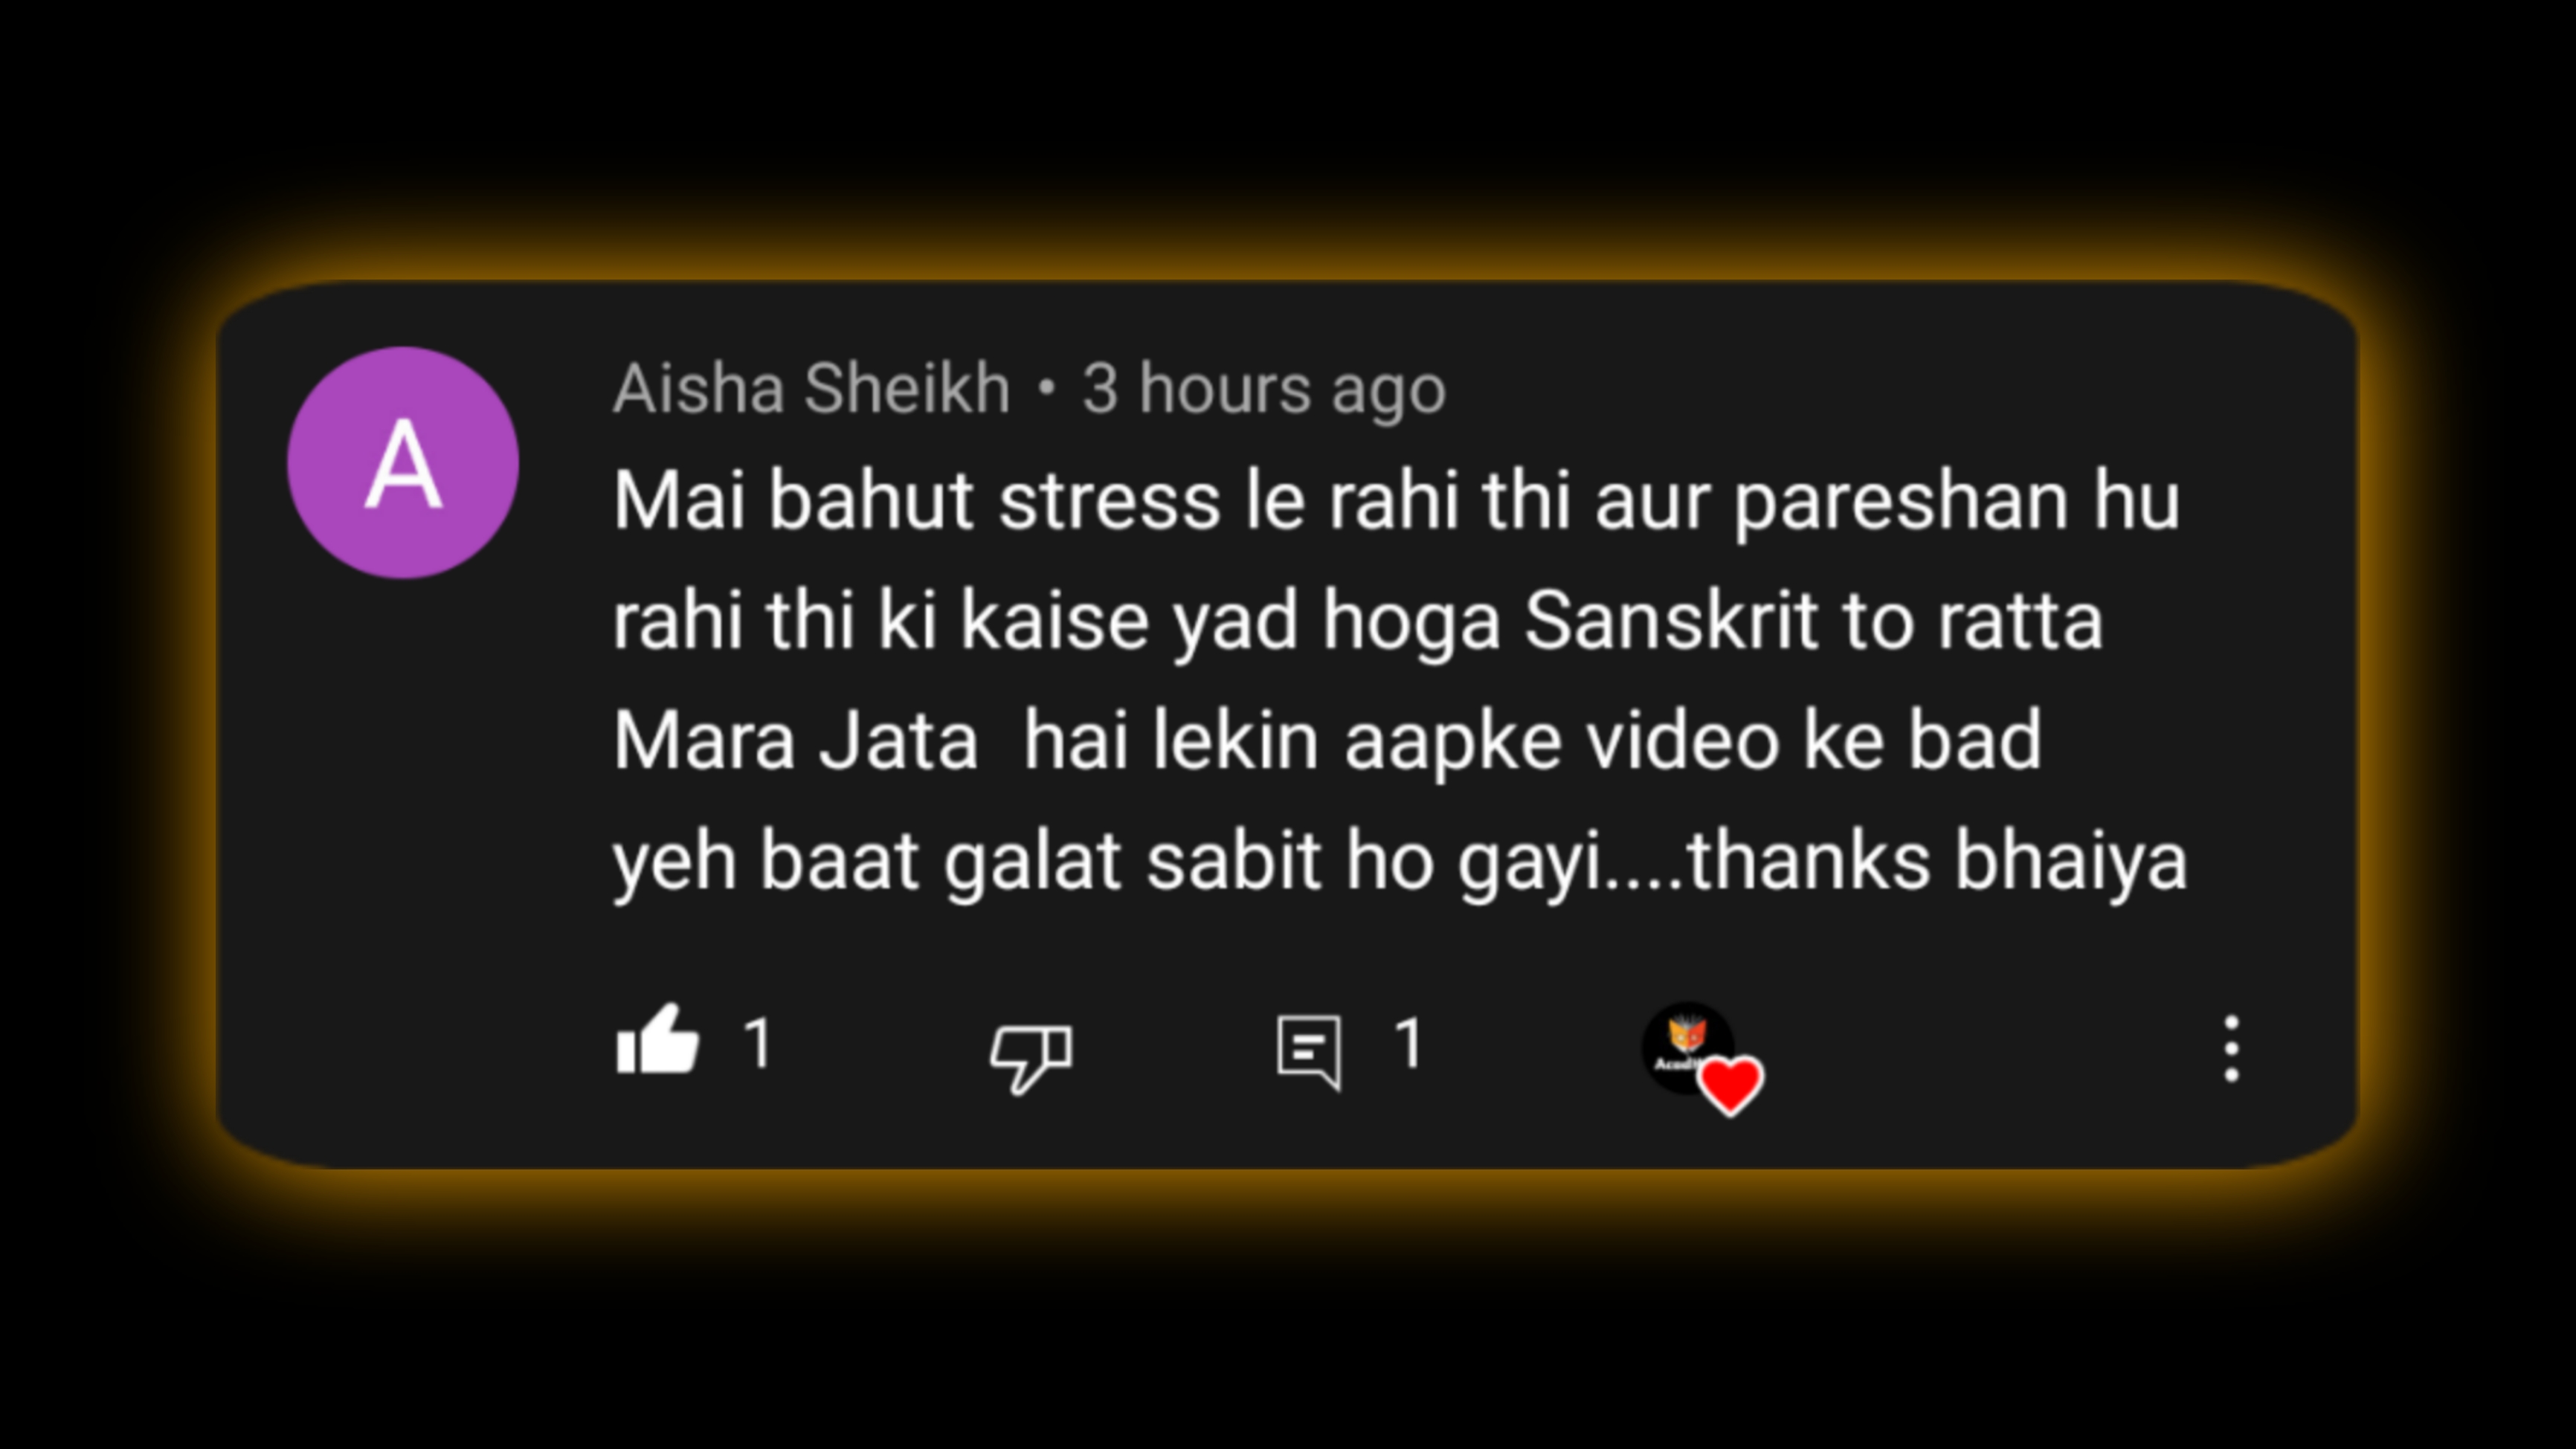 A
Aisha Sheikh • 3 hours ago
Mai bahut stress le rahi thi aur pareshan hu
rahi thi ki kaise yad hoga Sanskrit to ratta
Mara Jata  hai lekin aapke video ke bad
yeh baat galat sabit ho gayi....thanks bhaiya
1 1